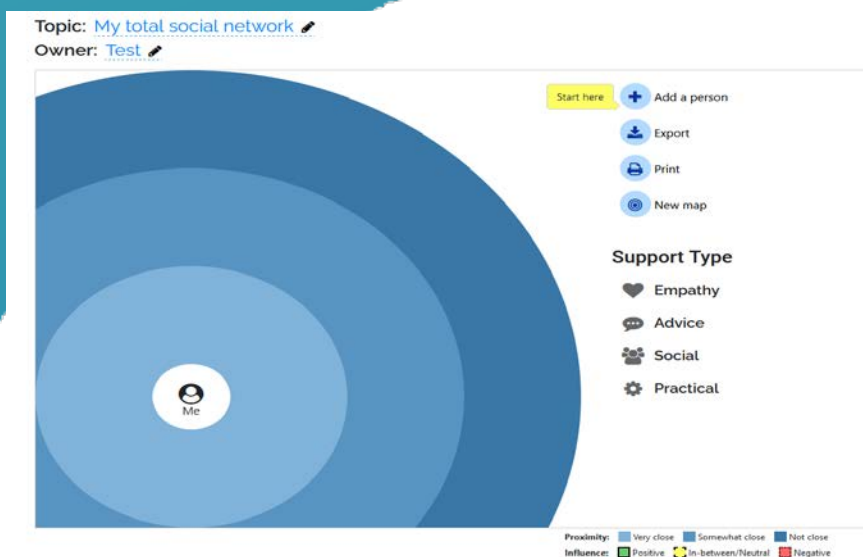 Topic: My total social network
Owner: Test
Start here
Add a person
Export
Print
New map
Support Type
Empathy
Advice
Social
Practical
Me
Proximity: Very close Somewhat close Not close
Influence: Positive In-between/Neutral Negative